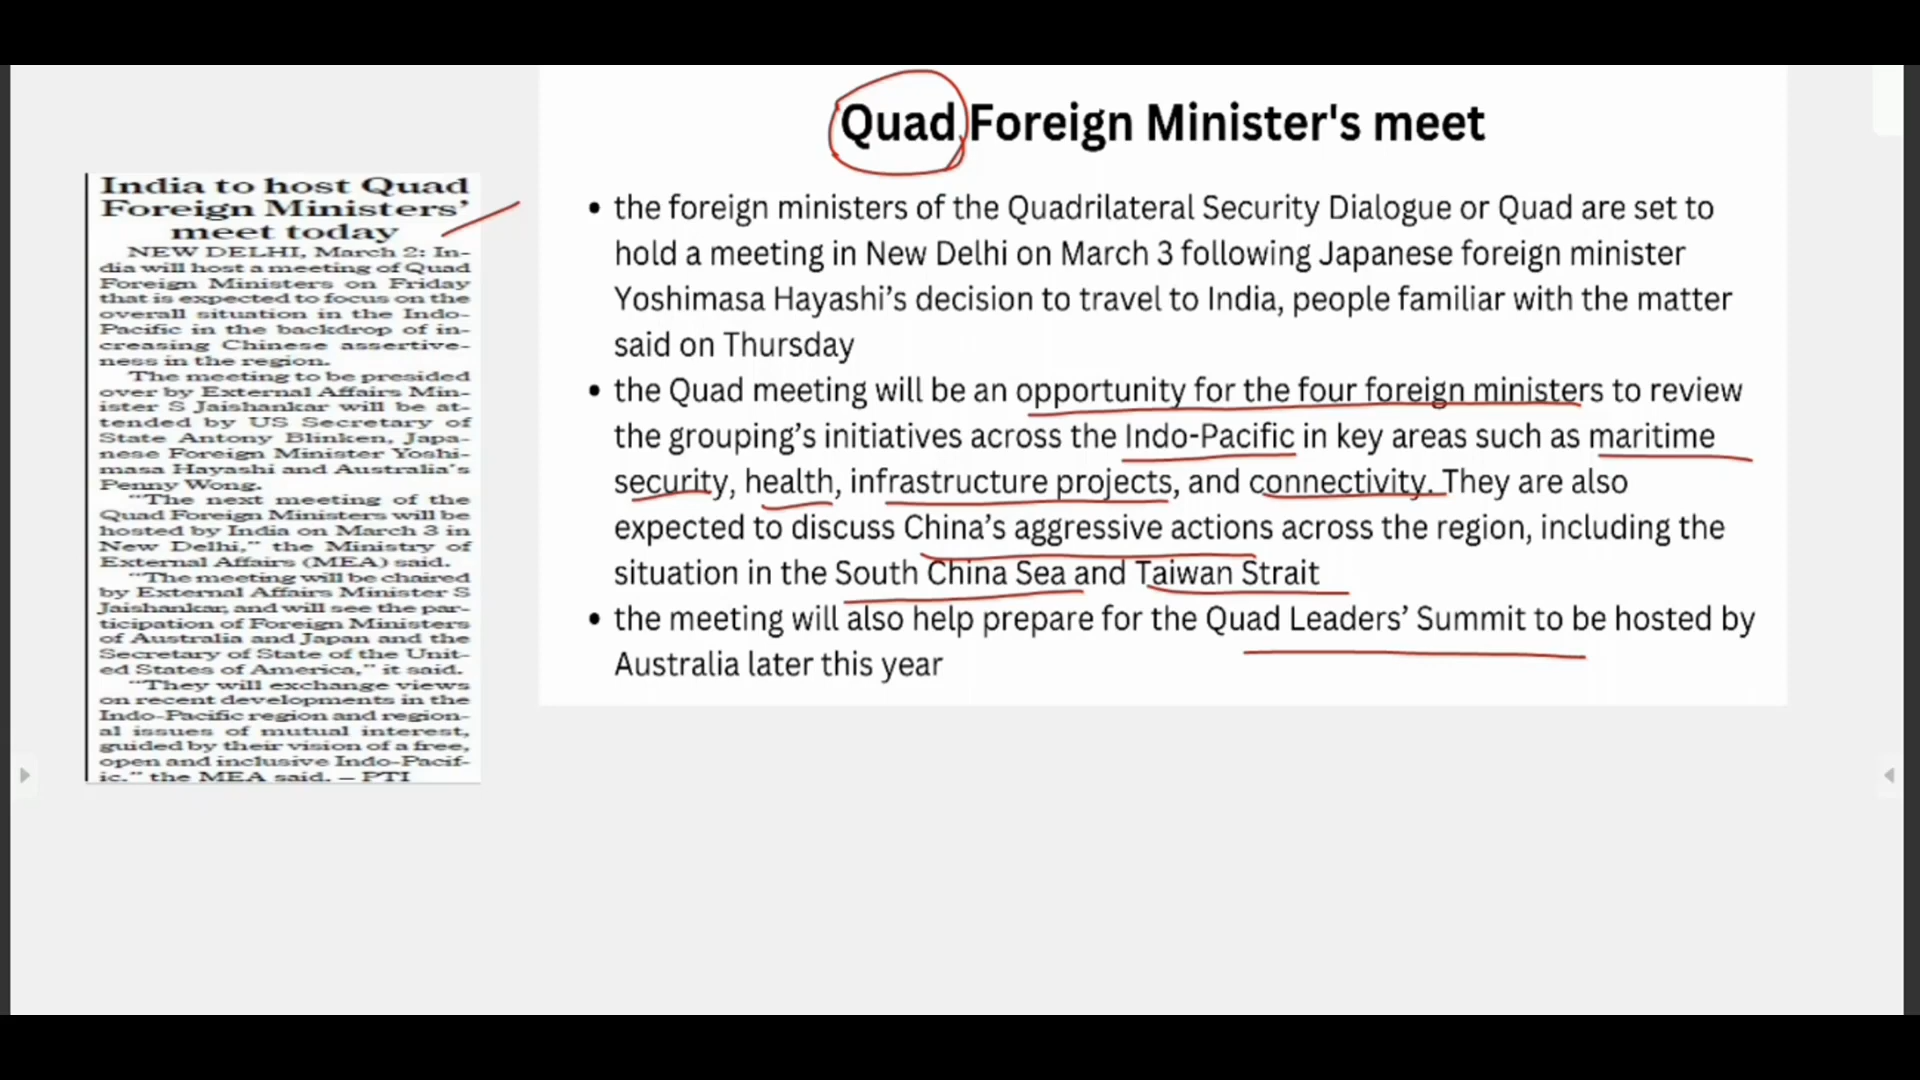 Quad Foreign Minister's meet
India to host Quad
Foreign Ministers'
meet today
NEW DELHI, March 2: In-
dia will host a meeting of Quad
Foreign Ministers on Friday
that is expected to focus on the
overall situation in the Indo-
Pacific in the backdrop of in-
creasing Chinese assertive-
ness in the region.
The meeting to be presided
over by External Affairs Min-
ister S Jaishankar will be at-
tended by US Secretary of
State Antony Blinken, Japa-
nese Foreign Minister Yoshi-
masa Hayashi and Australia's
Penny Wong.
"The next meeting of the
Quad Foreign Ministers will be
hosted by India on March 3 in
New Delhi," the Ministry of
External Affairs (MEA) said.
"The meeting will be chaired
by External Affairs Minister S
Jaishankar, and will see the par-
ticipation of Foreign Ministers
of Australia and Japan and the
Secretary of State of the Unit-
ed States of America," it said.
"They will exchange views
on recent developments in the
Indo-Pacific region and region-
al issues of mutual interest,
guided by their vision of a free,
open and inclusive Indo-Pacif-
ic." the MEA said. – PTI
• the foreign ministers of the Quadrilateral Security Dialogue or Quad are set to
hold a meeting in New Delhi on March 3 following Japanese foreign minister
Yoshimasa Hayashi's decision to travel to India, people familiar with the matter
said on Thursday
• the Quad meeting will be an opportunity for the four foreign ministers to review
the grouping's initiatives across the Indo-Pacific in key areas such as maritime
security, health, infrastructure projects, and connectivity. They are also
expected to discuss China's aggressive actions across the region, including the
situation in the South China Sea and Taiwan Strait
• the meeting will also help prepare for the Quad Leaders' Summit to be hosted by
Australia later this year